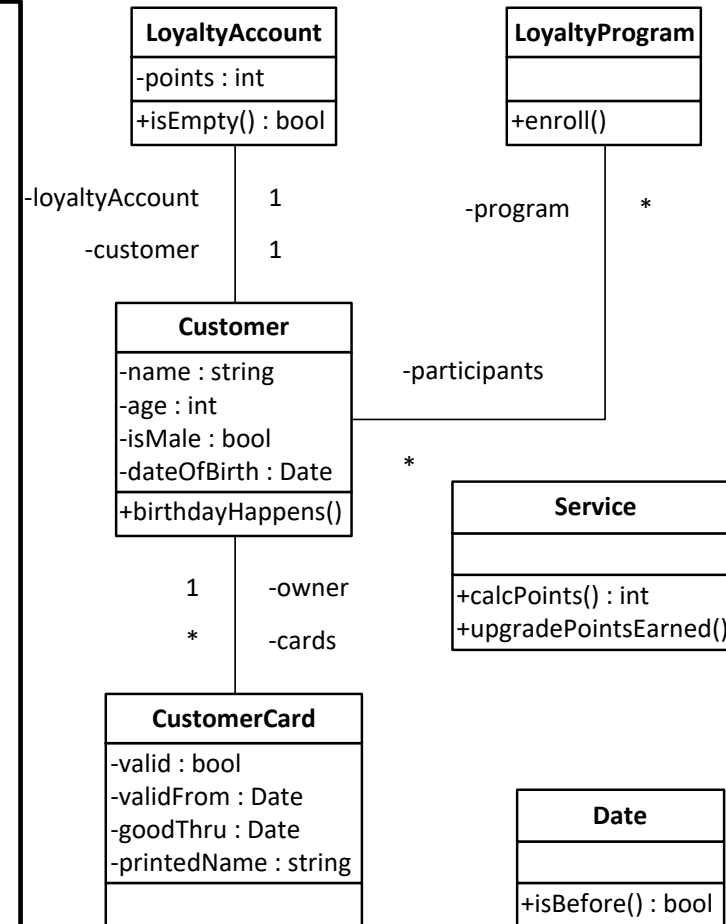 LoyaltyAccount
-points : int
+isEmpty() : bool
LoyaltyProgram
+enroll()
-loyaltyAccount 1
-customer 1
-program *
Customer
-name : string
-age : int
-isMale : bool
-dateOfBirth : Date
+birthdayHappens()
-participants
*
Service
+calcPoints() : int
+upgradePointsEarned()
1 -owner
* -cards
CustomerCard
-valid : bool
-validFrom : Date
-goodThru : Date
-printedName : string
Date
+isBefore() : bool